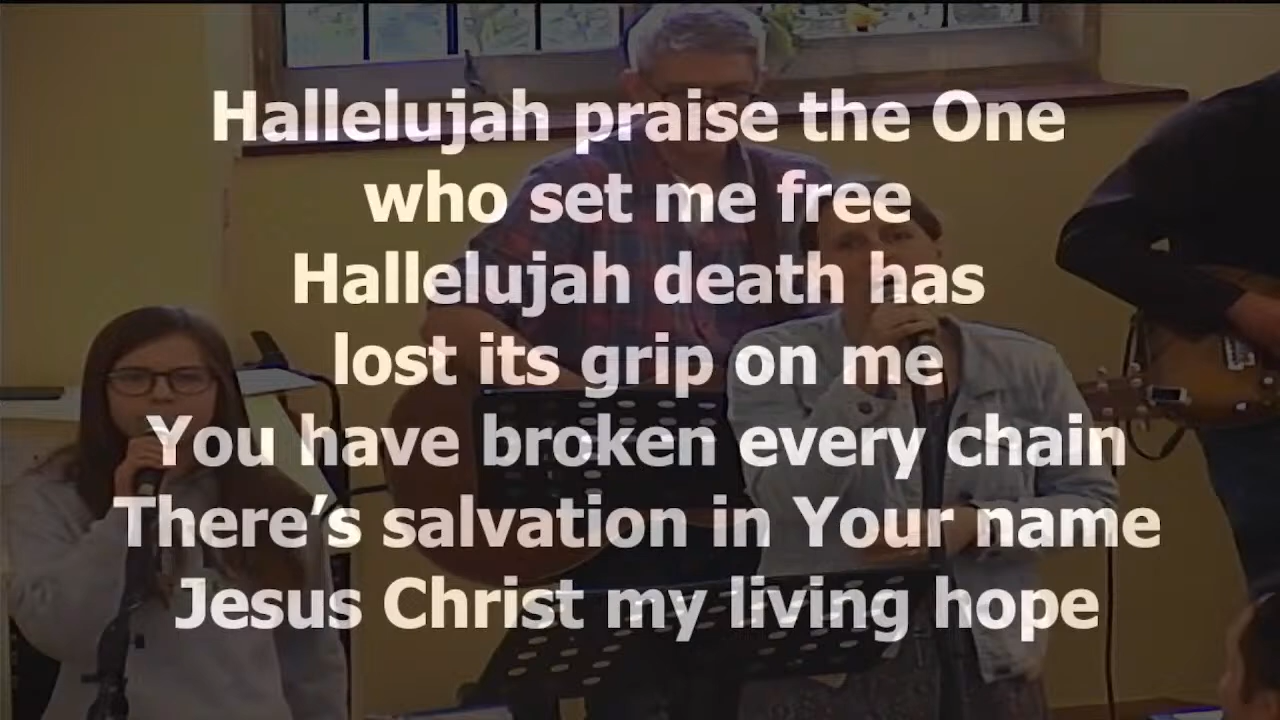 Hallelujah praise the One
who set me free
Hallelujah death has
lost its grip on me
You have broken every chain
There’s salvation in Your name
Jesus Christ my living hope